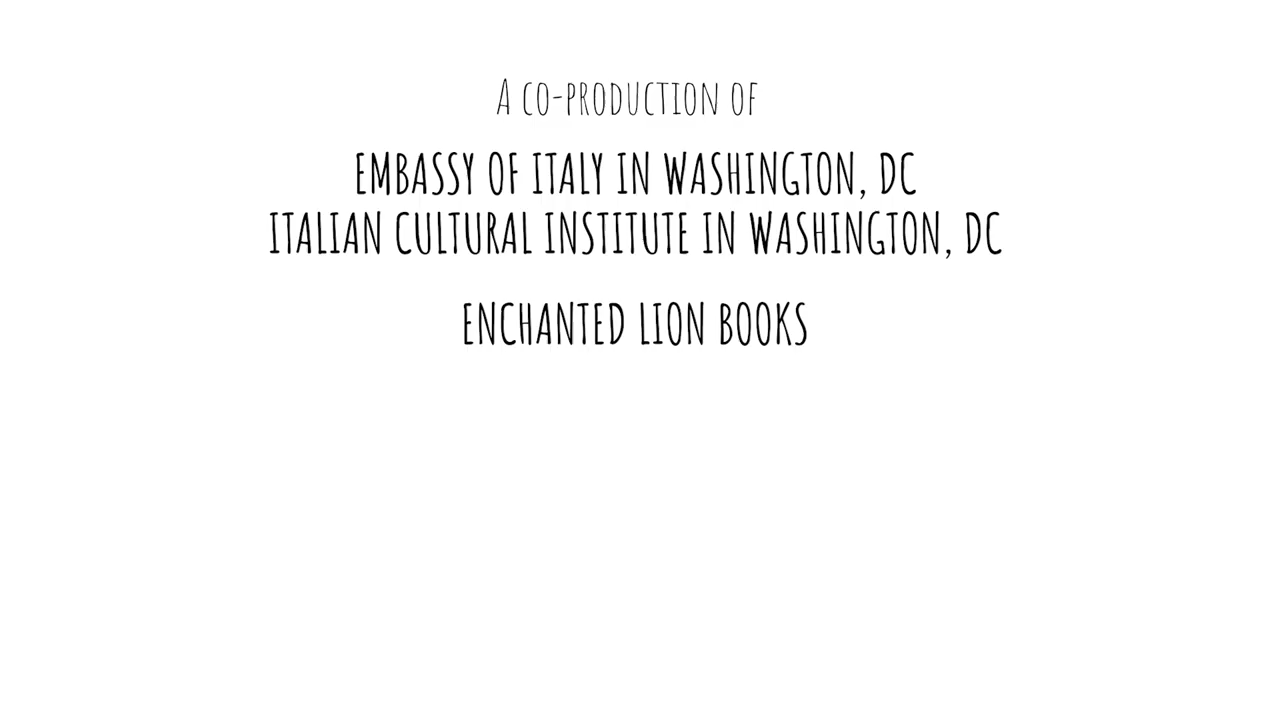 A CO-PRODUCTION OF
EMBASSY OF ITALY IN WASHINGTON, DC
ITALIAN CULTURAL INSTITUTE IN WASHINGTON, DC
ENCHANTED LION BOOKS